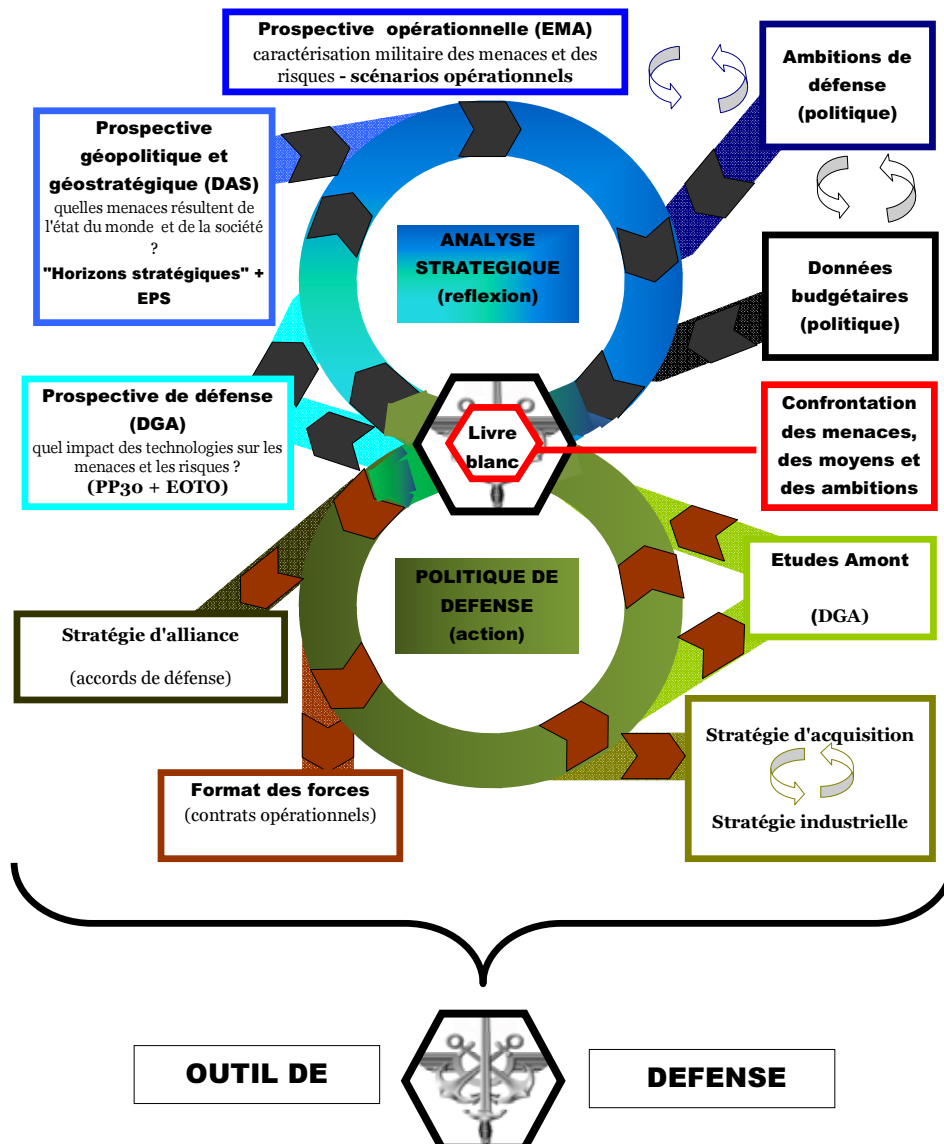 Prospective opérationnelle (EMA)
caractérisation militaire des menaces et des
risques - scénarios opérationnels
Ambitions de
défense
(politique)
Prospective
géopolitique et
géostratégique (DAS)
quelles menaces résultent de
l'état du monde et de la société
?
"Horizons stratégiques" +
EPS
ANALYSE
STRATEGIQUE
(reflexion)
Données
budgétaires
(politique)
Prospective de défense
(DGA)
quel impact des technologies sur les
menaces et les risques ?
(PP30 + EOTO)
Livre
blanc
Confrontation
des menaces,
des moyens et
des ambitions
POLITIQUE DE
DEFENSE
(action)
Etudes Amont
(DGA)
Stratégie d'alliance
(accords de défense)
Stratégie d'acquisition
Stratégie industrielle
Format des forces
(contrats opérationnels)
OUTIL DE
DEFENSE